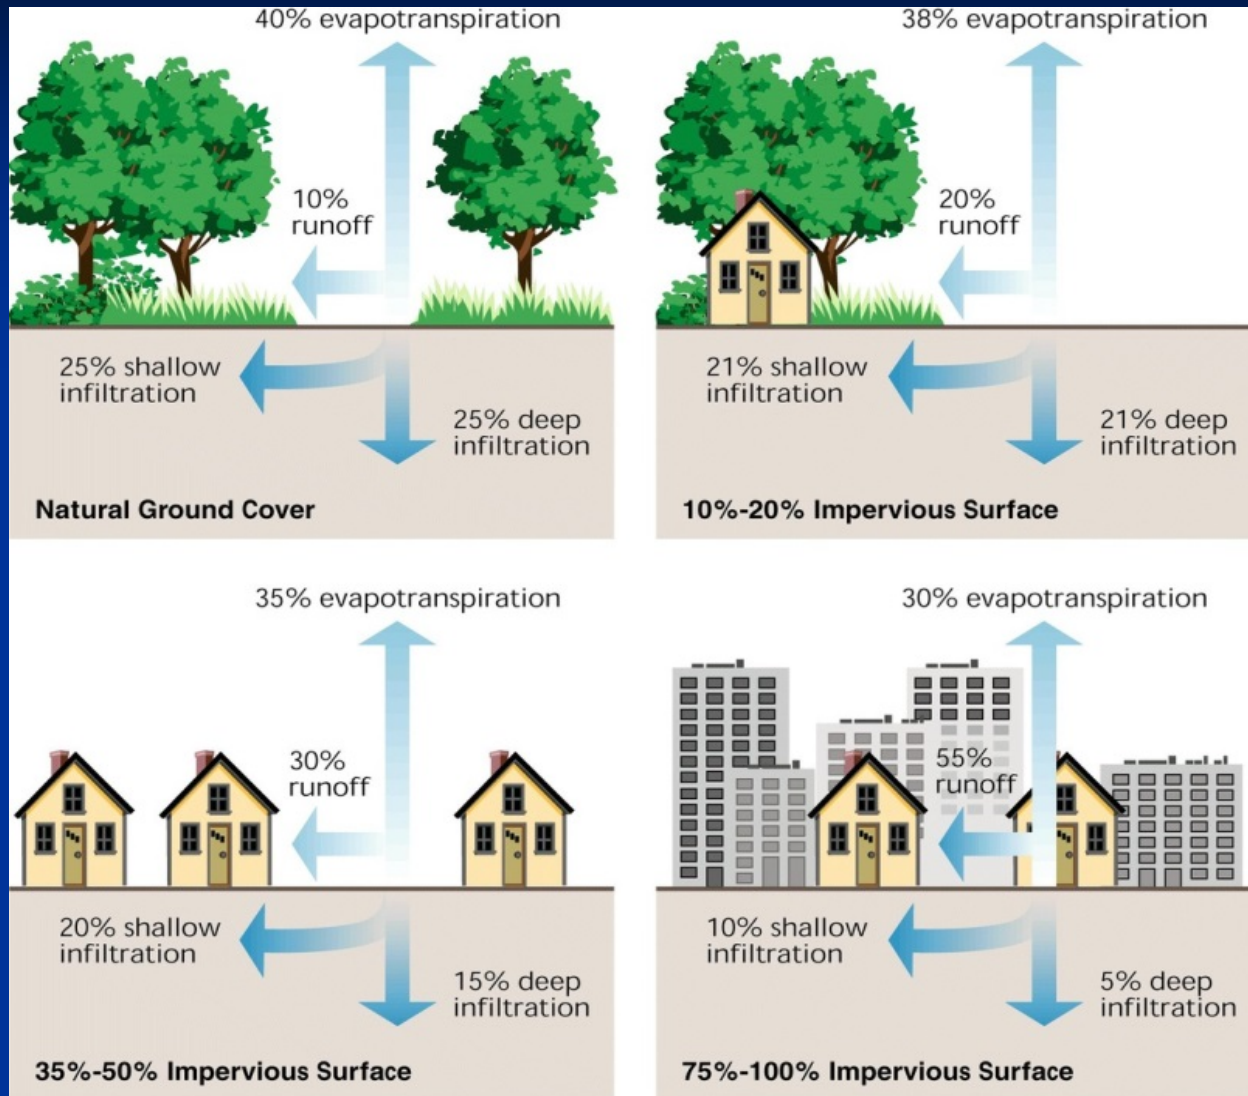 40% evapotranspiration
10%
runoff
25% shallow
infiltration
25% deep
infiltration
Natural Ground Cover
38% evapotranspiration
20%
runoff
21% shallow
infiltration
21% deep
infiltration
10%-20% Impervious Surface
35% evapotranspiration
30%
runoff
20% shallow
infiltration
15% deep
infiltration
35%-50% Impervious Surface
30% evapotranspiration
55%
runoff
10% shallow
infiltration
5% deep
infiltration
75%-100% Impervious Surface